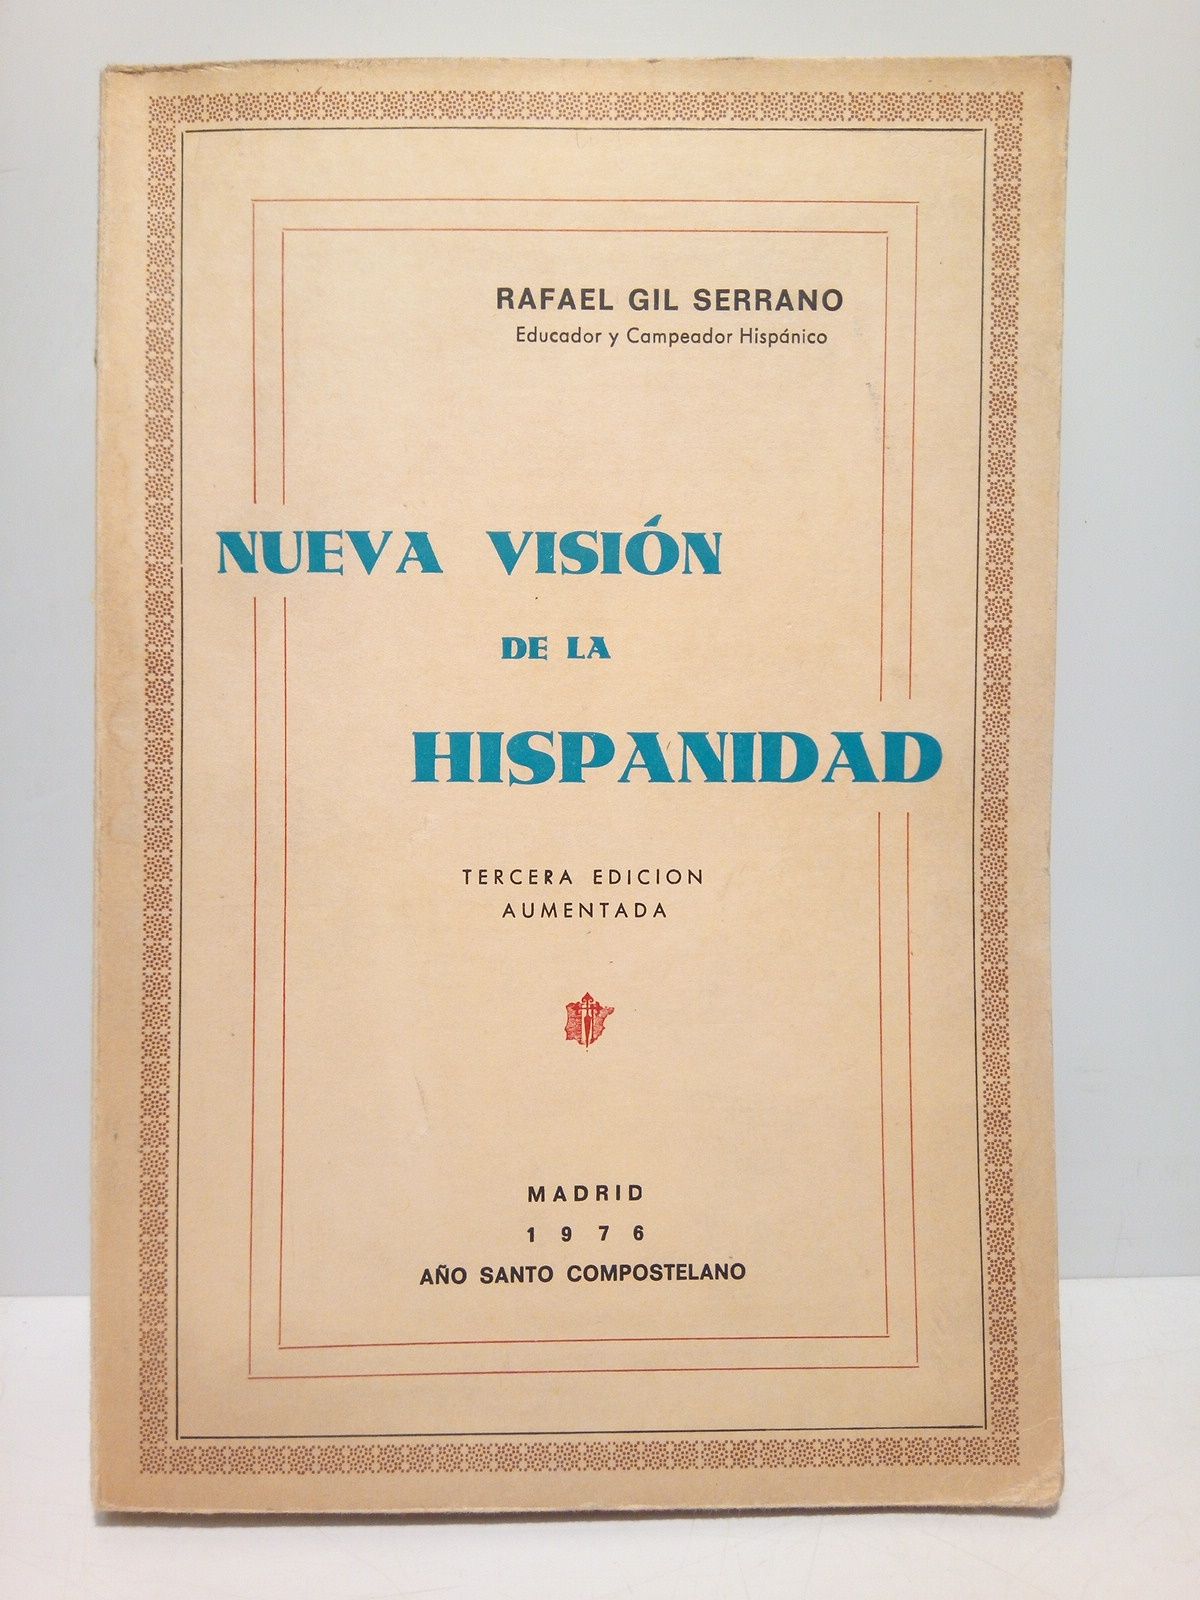 RAFAEL GIL SERRANO
Educador y Campeador Hispánico
NUEVA VISIÓN
DE LA
HISPANIDAD
TERCERA EDICION
AUMENTADA
MADRID
1976
AÑO SANTO COMPOSTELANO